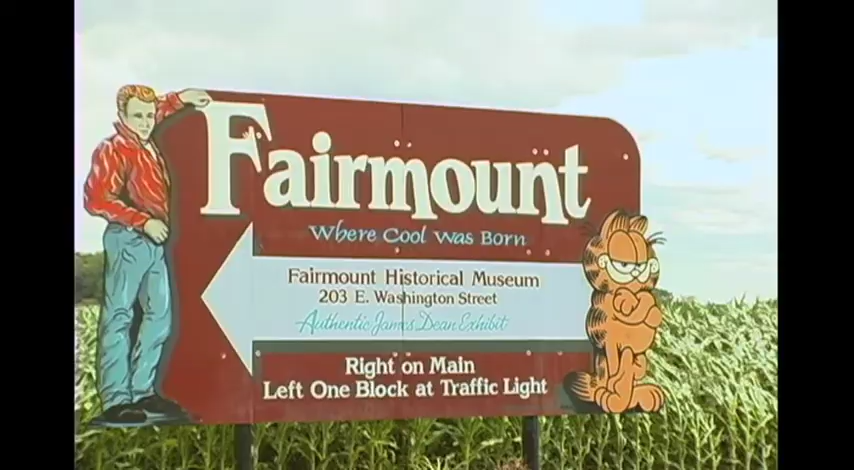 Fairmount
Where Cool Was Born
Fairmount Historical Museum
203 E. Washington Street
Authentic James Dean Exhibit
Right on Main
Left One Block at Traffic Light